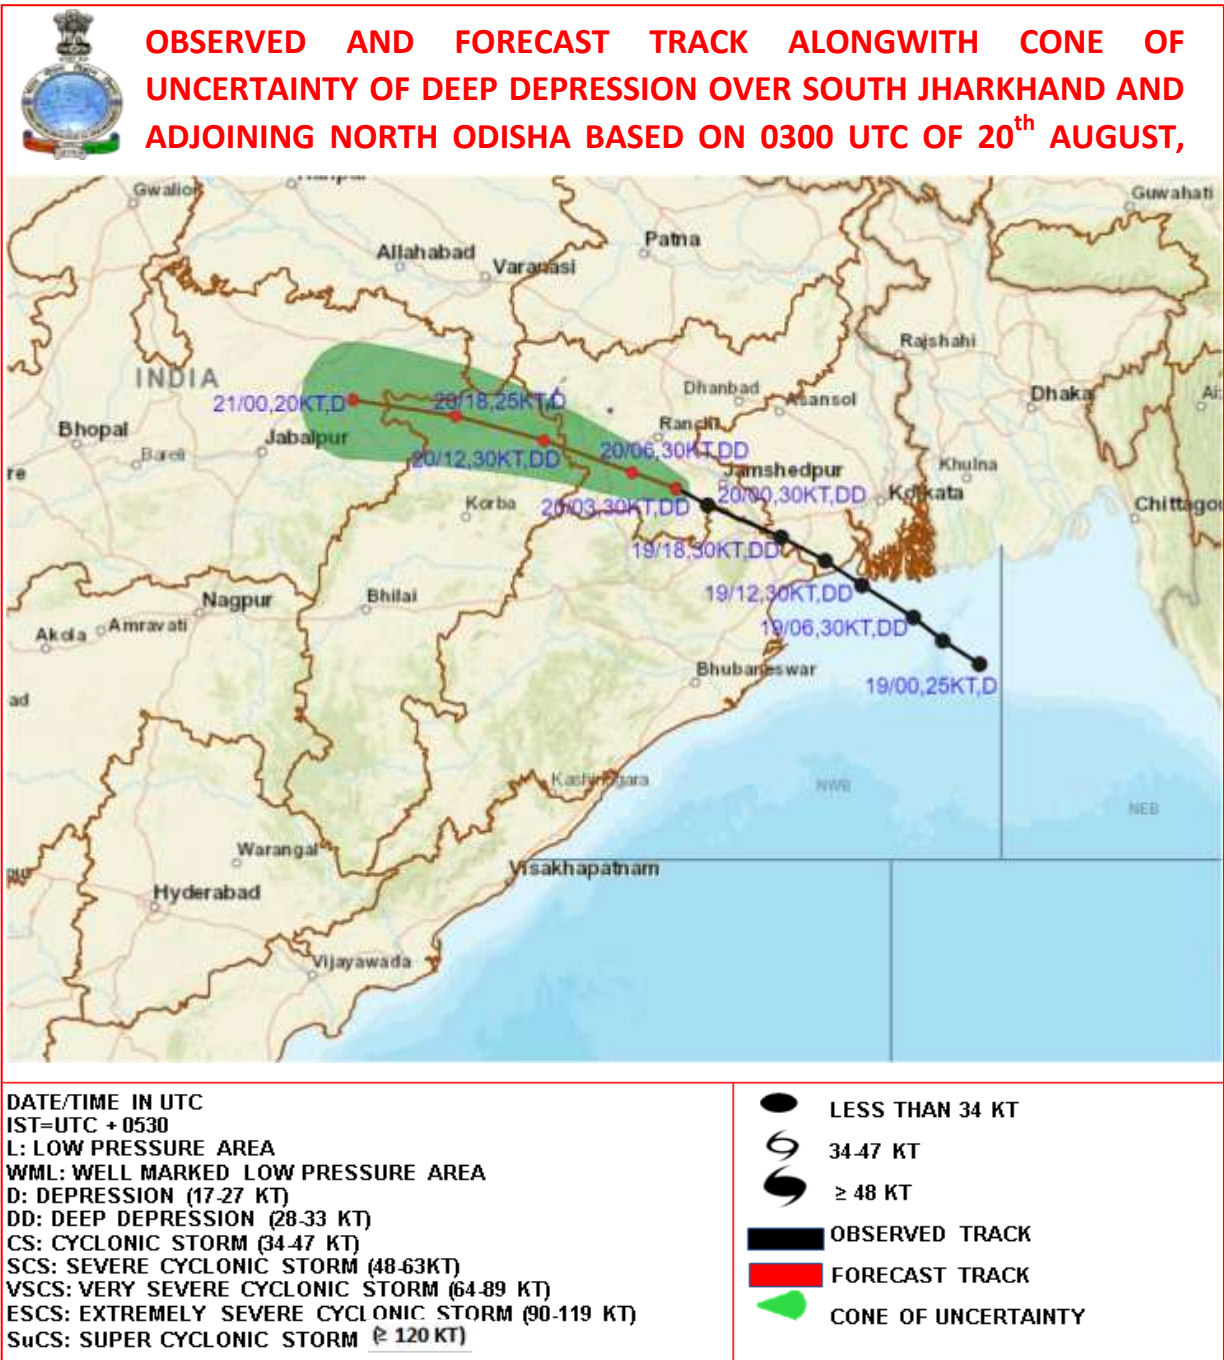 OBSERVED AND FORECAST TRACK ALONGWITH CONE OF
UNCERTAINTY OF DEEP DEPRESSION OVER SOUTH JHARKHAND AND
ADJOINING NORTH ODISHA BASED ON 0300 UTC OF 20th AUGUST,
Gwalior
Guwahati
Patna
Allahabad
Varanasi
Rajshahi
INDIA
Dhanbad
Asansol
Dhaka
21/00,20KT,D
20/18,25KT,D
Ranchi
Bhopal
Jabalpur
Bareli
20/06,30KT,DD
20/12,30KT,DD
Jamshedpur
Khulna
re
Korba
20/03,30KT,DD
20/00,30KT,DD
Kolkata
Chittago
19/18,30KT,DD
19/12,30KT,DD
Nagpur
Bhilai
Akola
Amravati
19/06,30KT,DD
Bhubaneswar
19/00,25KT,D
ad
NWB
NEB
Warangal
Visakhapatnam
Hyderabad
Vijayawada
DATE/TIME IN UTC
IST=UTC + 0530
L: LOW PRESSURE AREA
WML: WELL MARKED LOW PRESSURE AREA
D: DEPRESSION (17-27 KT)
DD: DEEP DEPRESSION (28-33 KT)
CS: CYCLONIC STORM (34-47 KT)
SCS: SEVERE CYCLONIC STORM (48-63KT)
VSCS: VERY SEVERE CYCLONIC STORM (64-89 KT)
ESCS: EXTREMELY SEVERE CYCLONIC STORM (90-119 KT)
SuCS: SUPER CYCLONIC STORM (≥ 120 KT)
LESS THAN 34 KT
34-47 KT
≥ 48 KT
OBSERVED TRACK
FORECAST TRACK
CONE OF UNCERTAINTY